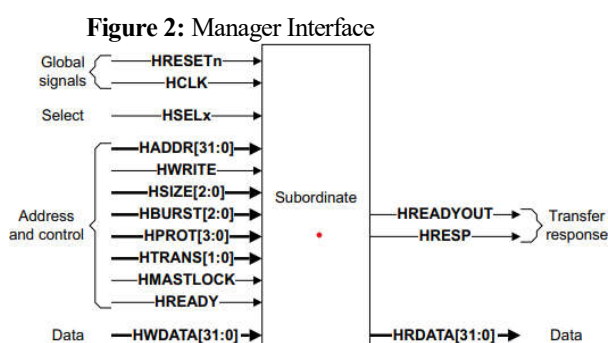 Figure 2: Manager Interface
Global
signals
HRESETn
HCLK
Select
HSELx
Address
and control
HADDR[31:0]
HWRITE
HSIZE[2:0]
HBURST[2:0]
HPROT[3:0]
HTRANS[1:0]
HMASTLOCK
HREADY
Data
HWDATA[31:0]
Subordinate
HREADYOUT
HRESP
Transfer
response
HRDATA[31:0]
Data